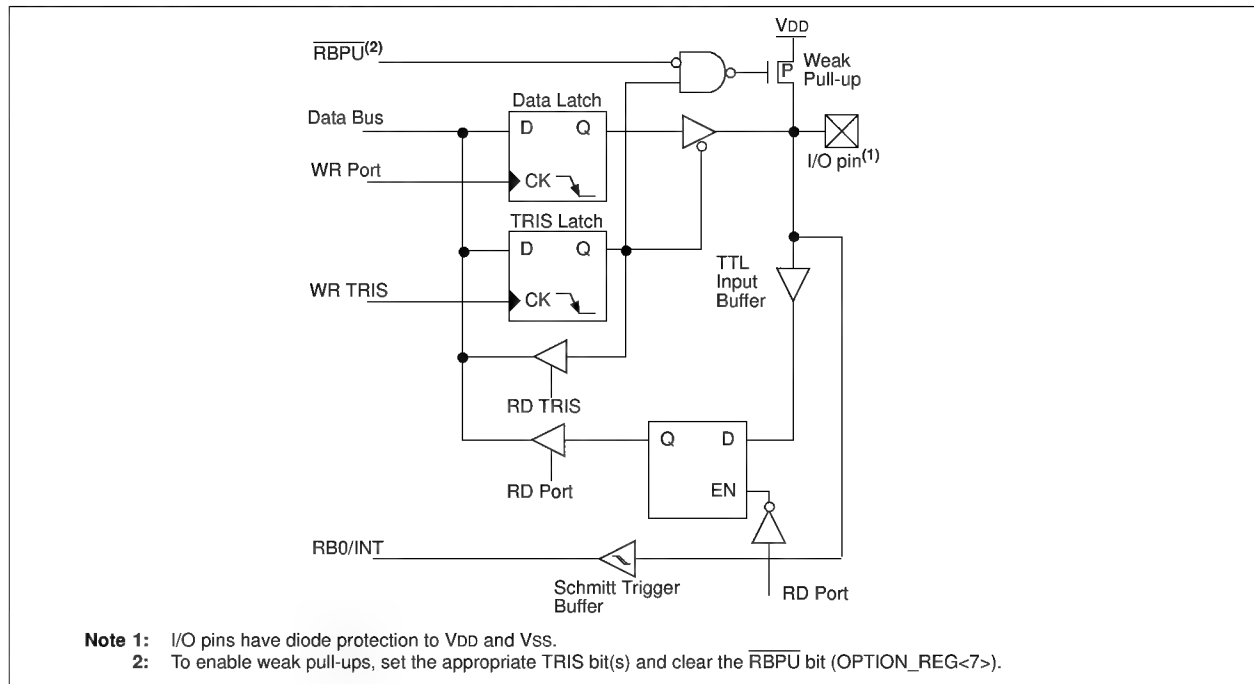 VDD
RBPU(2)
P
Weak
Pull-up
Data Latch
Data Bus
D Q
I/O pin(1)
WR Port
CK
TRIS Latch
D Q
TTL
Input
Buffer
WR TRIS
CK
RD TRIS
Q D
RD Port
EN
RB0/INT
Schmitt Trigger
Buffer
RD Port
Note 1: I/O pins have diode protection to VDD and VSS.
2: To enable weak pull-ups, set the appropriate TRIS bit(s) and clear the RBPU bit (OPTION_REG<7>).